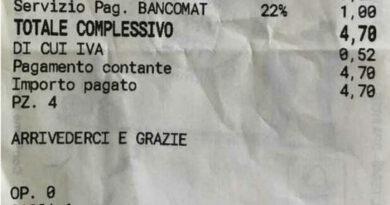 Servizio Pag. BANCOMAT 22% 1,00
TOTALE COMPLESSIVO 4,70
DI CUI IVA 0,52
Pagamento contante 4,70
Importo pagato 4,70
PZ. 4
ARRIVEDERCI E GRAZIE
OP. 0